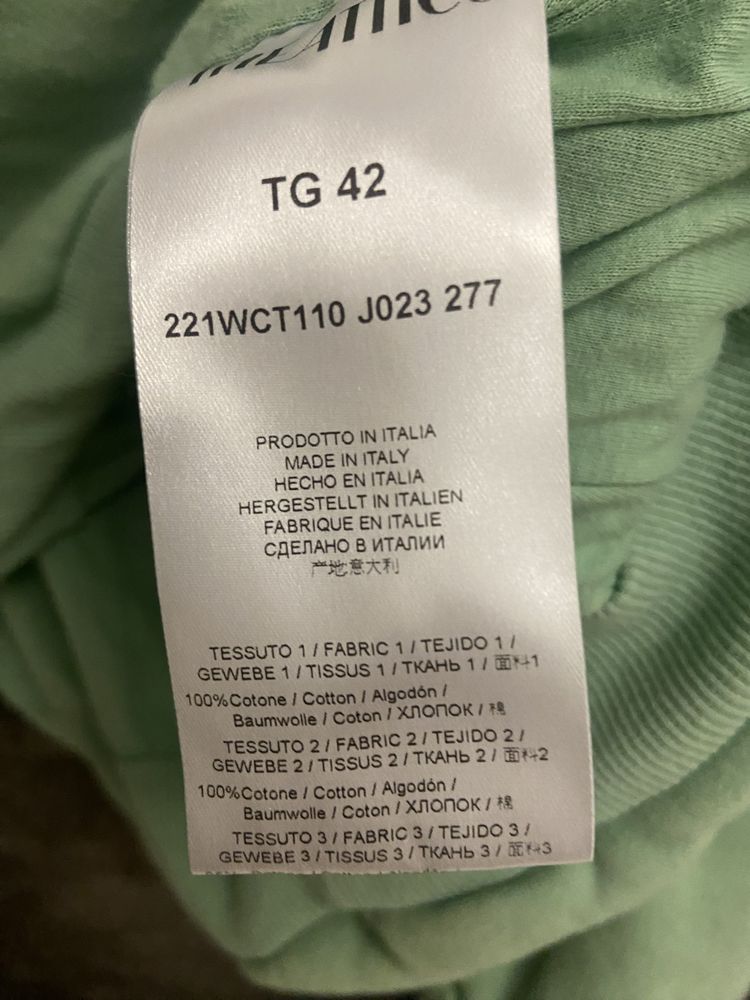 TG 42
221WCT110 J023 277
PRODOTTO IN ITALIA
MADE IN ITALY
HECHO EN ITALIA
HERGESTELLT IN ITALIEN
FABRIQUE EN ITALIE
СДЕЛАНО В ИТАЛИИ
产地意大利
TESSUTO 1 / FABRIC 1 / TEJIDO 1 /
GEWEBE 1 / TISSUS 1 / ТКАНЬ 1 / 面料1
100%Cotone / Cotton / Algodón /
Baumwolle / Coton / ХЛОПОК / 棉
TESSUTO 2 / FABRIC 2 / TEJIDO 2 /
GEWEBE 2 / TISSUS 2 / ТКАНЬ 2 / 面料2
100%Cotone / Cotton / Algodón /
Baumwolle / Coton / ХЛОПОК / 棉
TESSUTO 3 / FABRIC 3 / TEJIDO 3 /
GEWEBE 3 / TISSUS 3 / ТКАНЬ 3 / 面料3